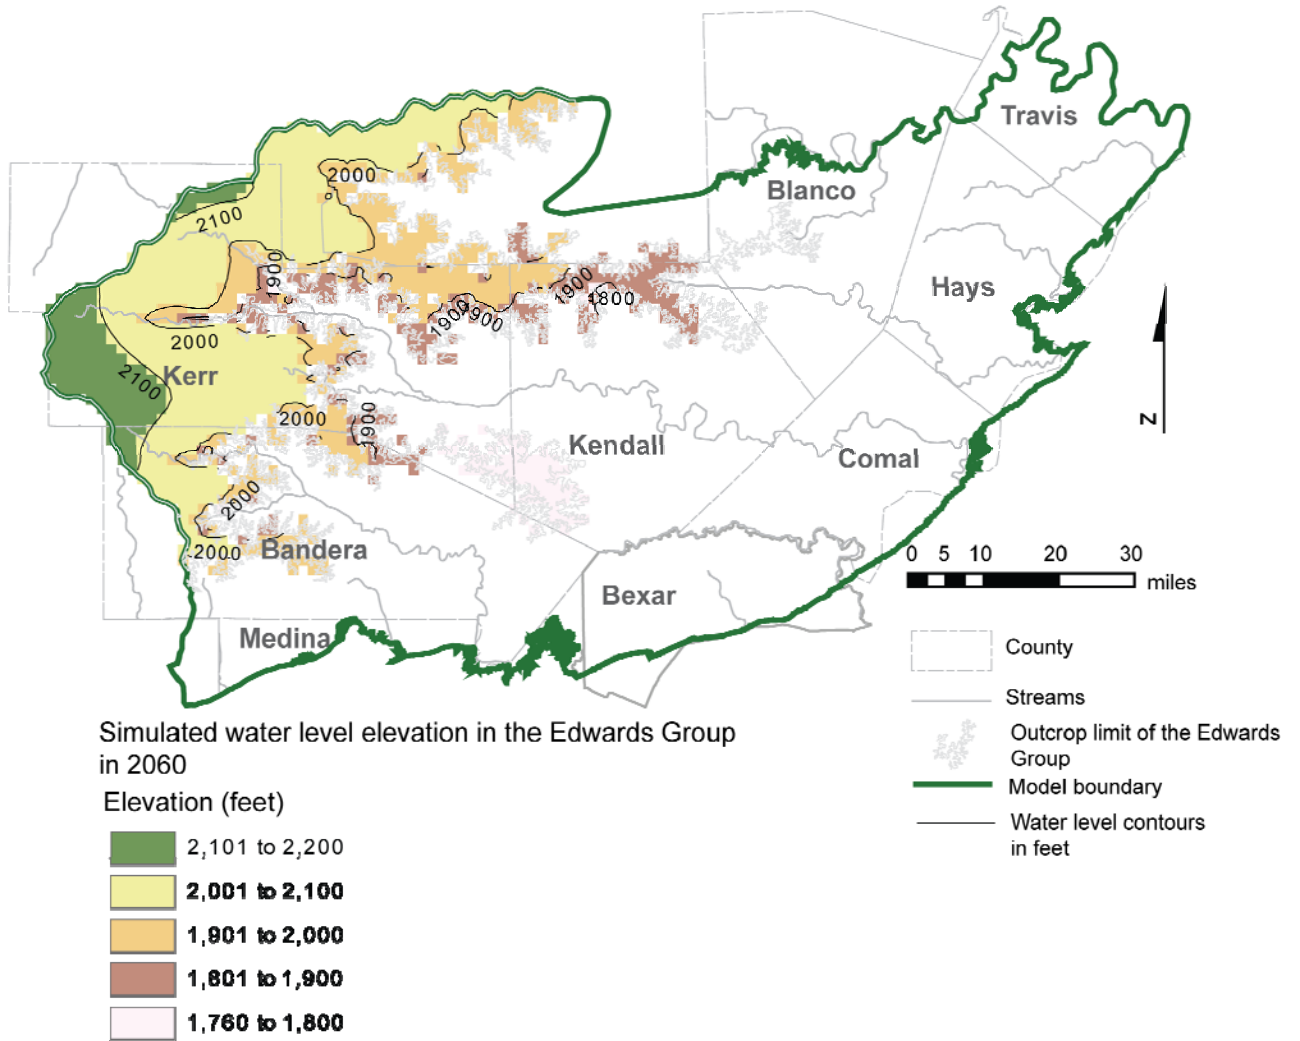 Travis
2000
Blanco
2100
1900
1900
1800
Hays
1900
1900
2000
2100
Kerr
2000
1900
Kendall
Comal
2000
2000
Bandera
Bexar
Medina
N
0 5 10 20 30
miles
County
Streams
Outcrop limit of the Edwards
Group
Model boundary
Water level contours
in feet
Simulated water level elevation in the Edwards Group
in 2060
Elevation (feet)
2,101 to 2,200
2,001 to 2,100
1,901 to 2,000
1,801 to 1,900
1,760 to 1,800